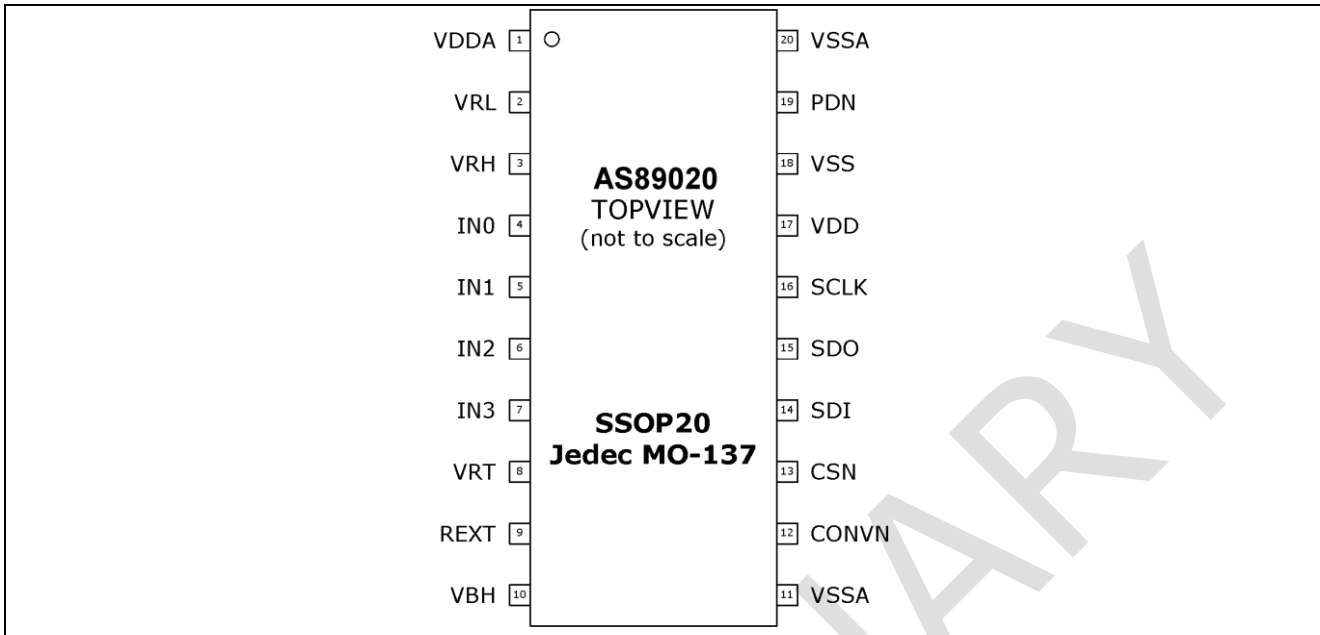 VDDA 1 20 VSSA
VRL 2 19 PDN
VRH 3 18 VSS
AS89020
TOPVIEW
(not to scale)
IN0 4 17 VDD
IN1 5 16 SCLK
IN2 6 15 SDO
IN3 7 14 SDI
SSOP20
Jedec MO-137
VRT 8 13 CSN
REXT 9 12 CONVN
VBH 10 11 VSSA
NARY